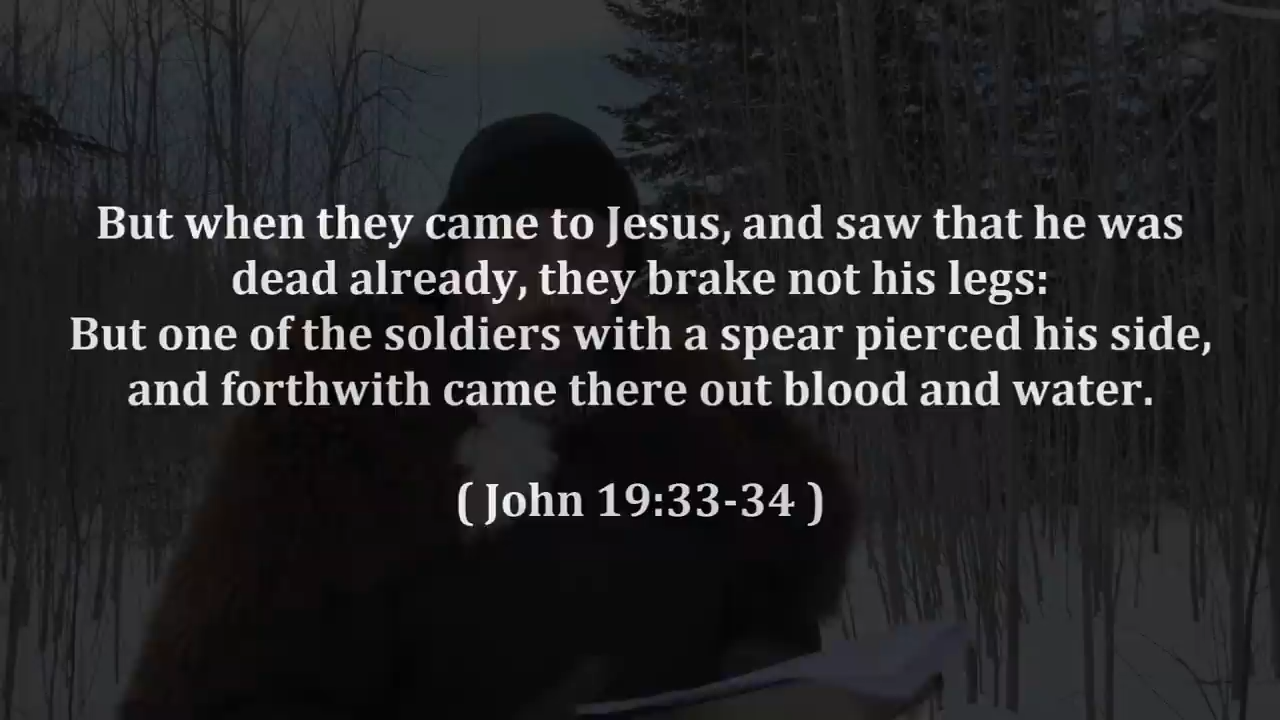 But when they came to Jesus, and saw that he was
dead already, they brake not his legs:
But one of the soldiers with a spear pierced his side,
and forthwith came there out blood and water.
( John 19:33-34 )